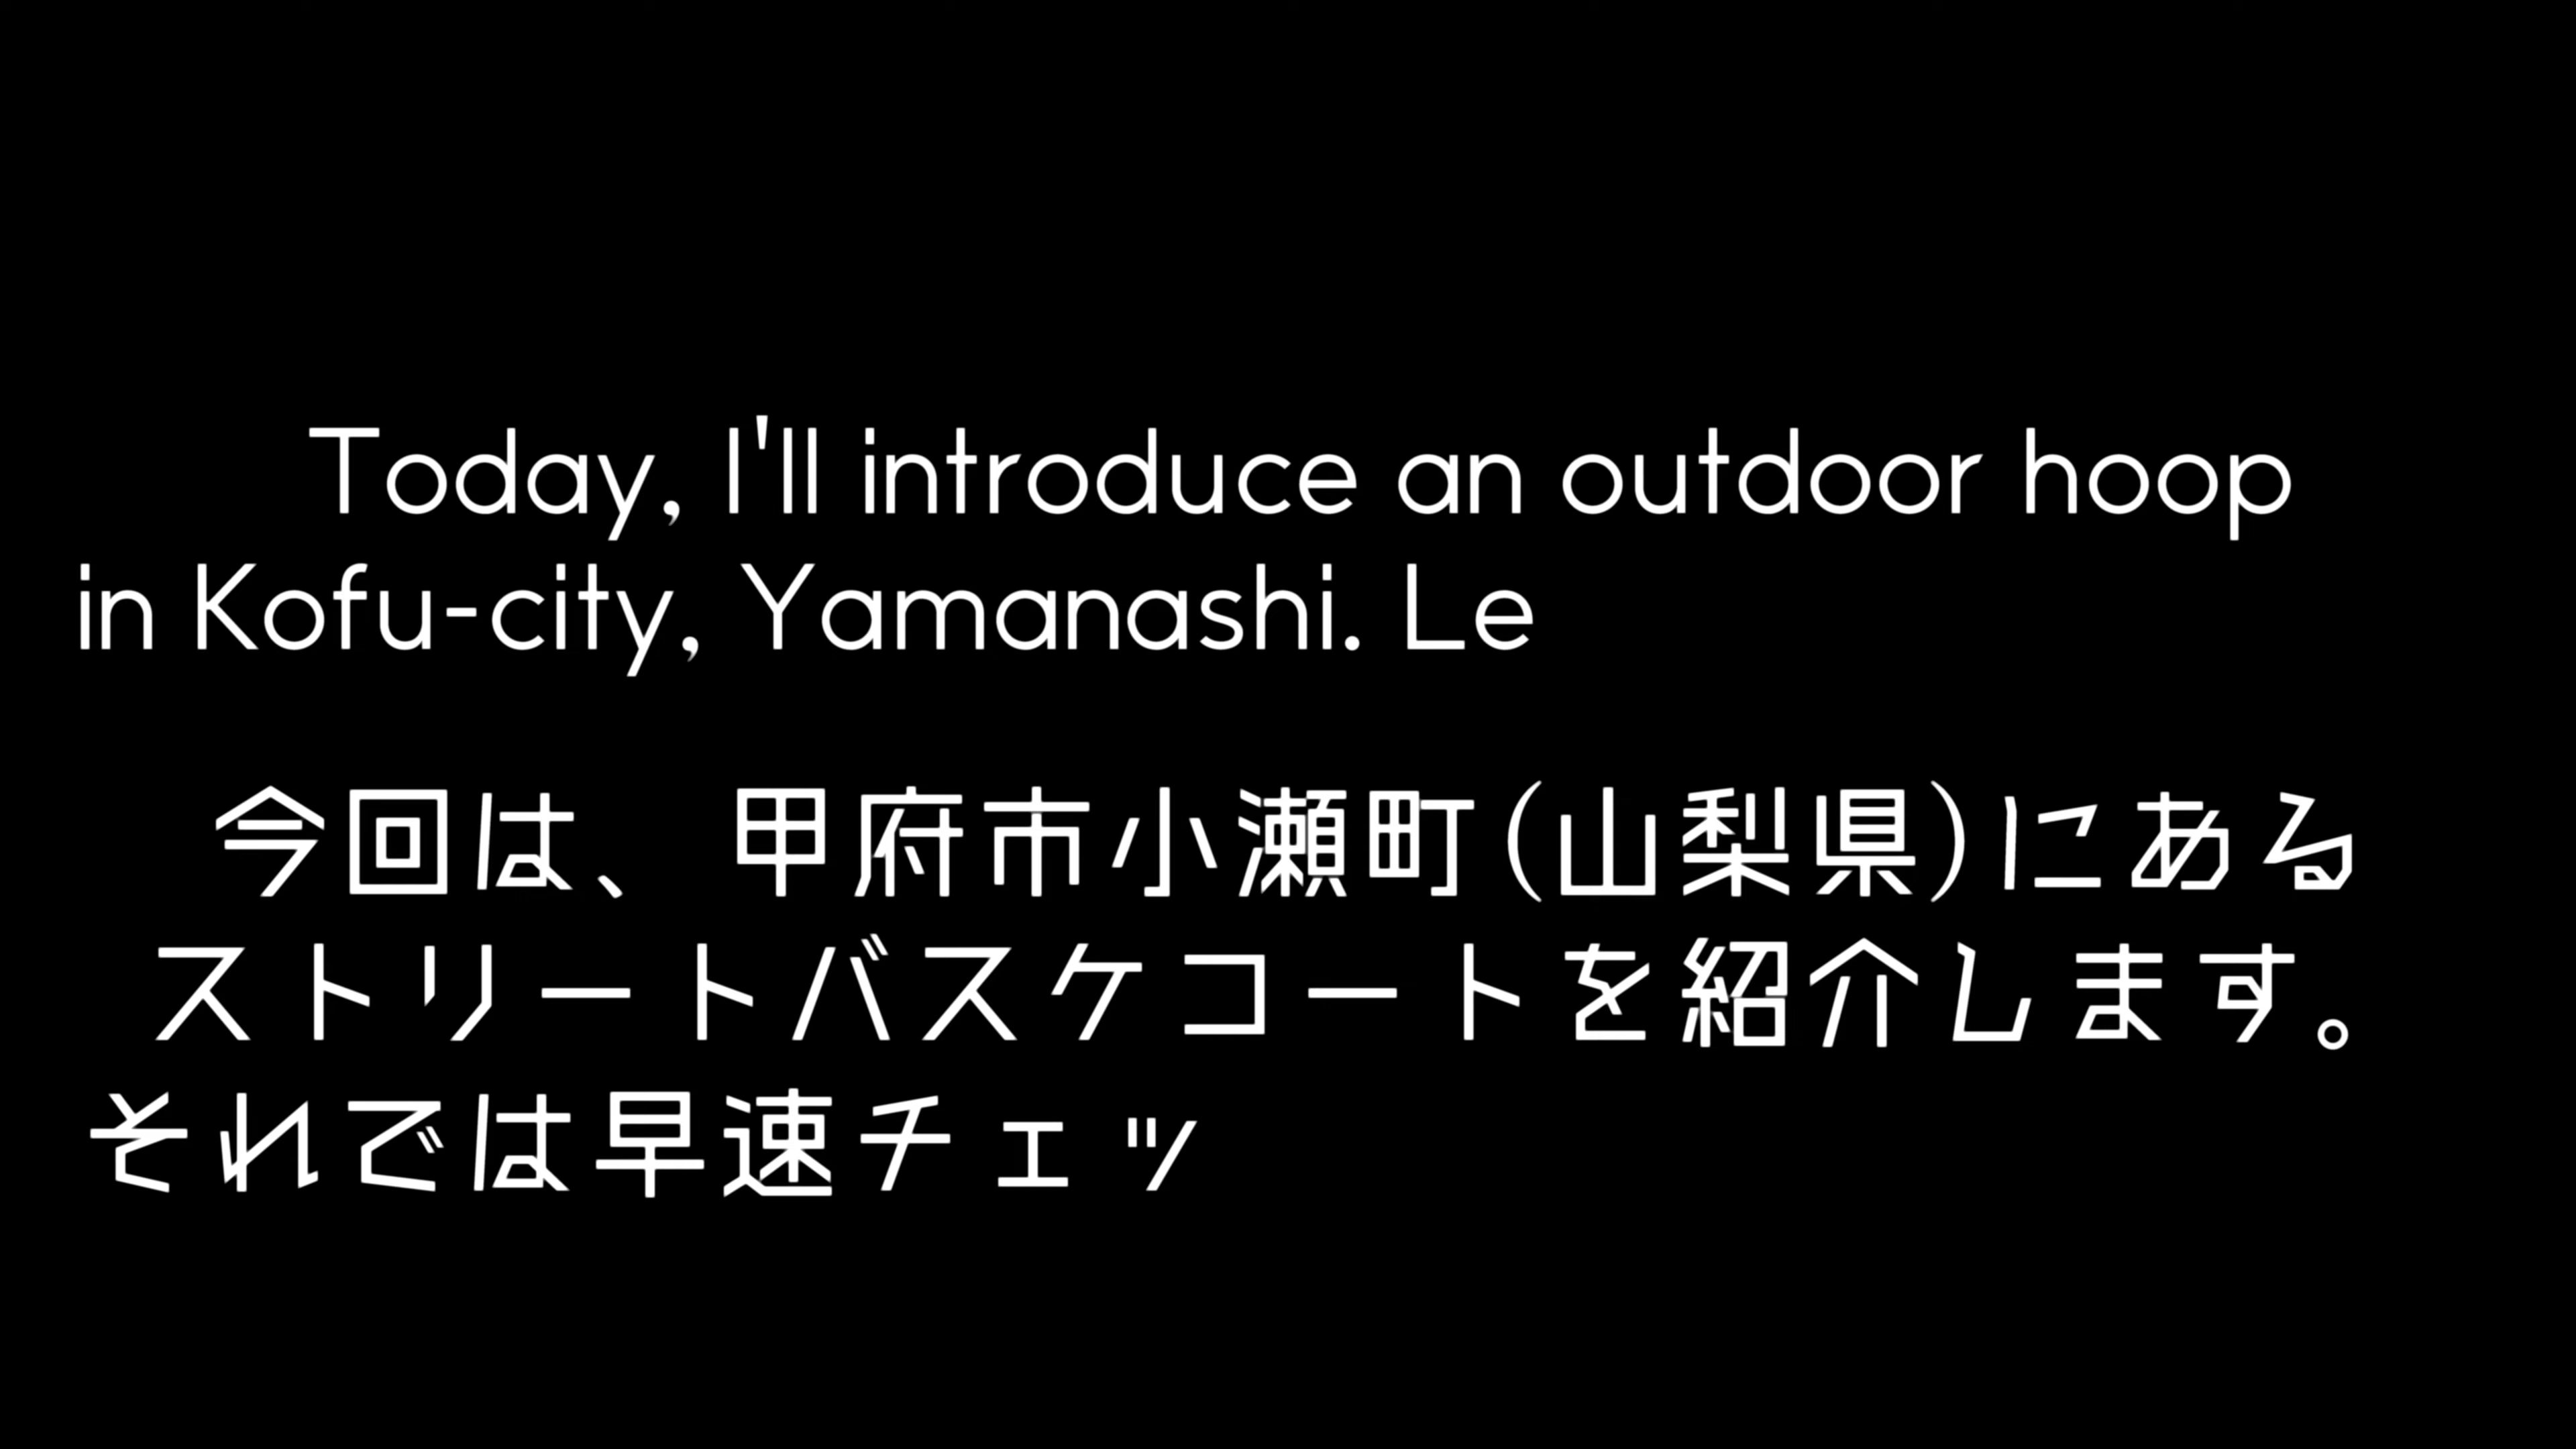 Today, I'll introduce an outdoor hoop
in Kofu-city, Yamanashi. Le
今回は、甲府市小瀬町(山梨県)にある
ストリートバスケコートを紹介します。
それでは早速チェッ